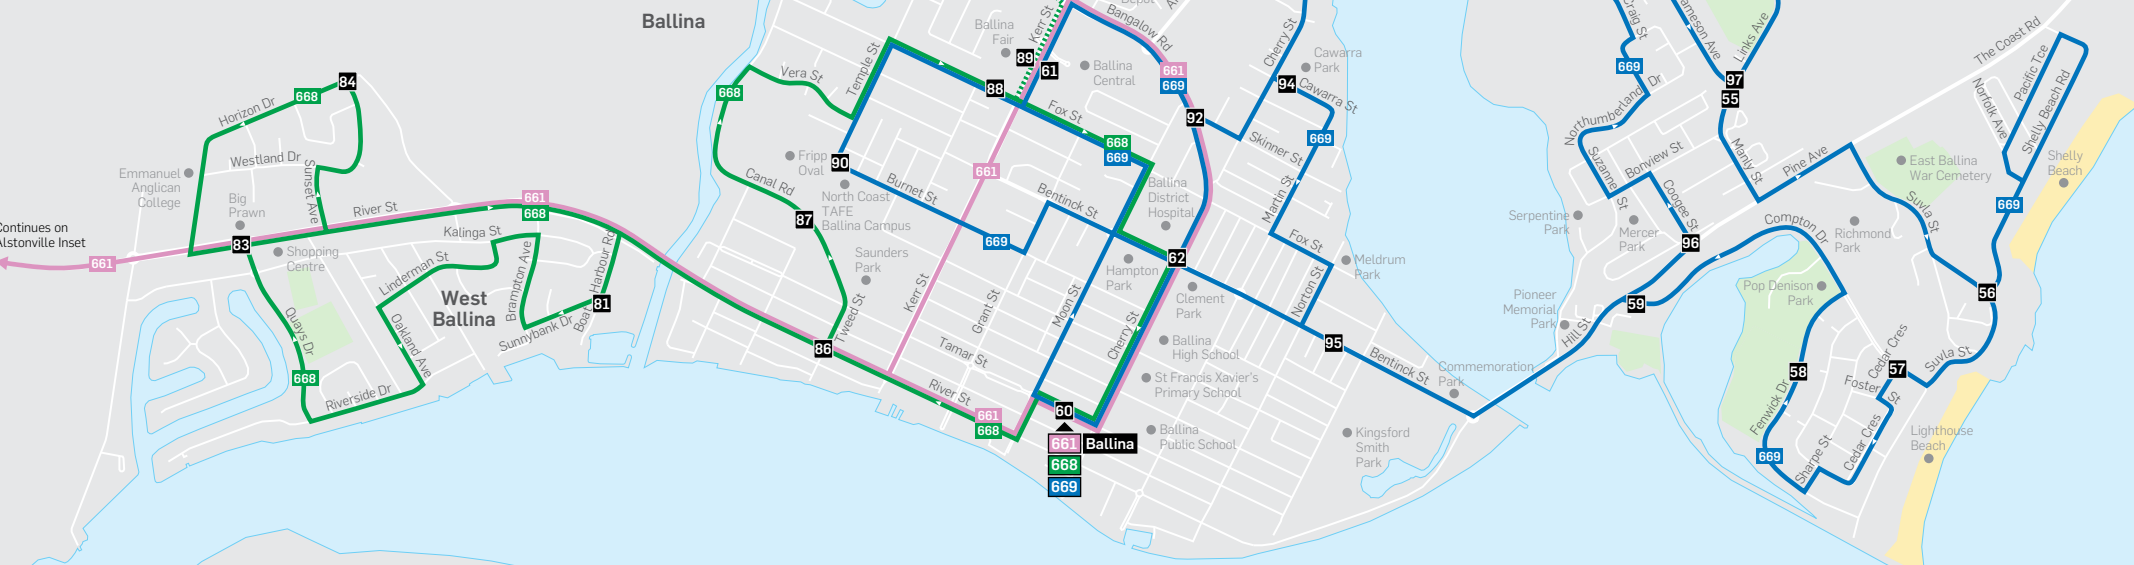 Ballina
Ballina
Fair
Kerr St
Bangalow Rd
89
61
Ballina
Central
661
669
Cherry St
Cawarra
Park
94
Cawarra St
Craig St
669
Jameson Ave
Links Ave
97
55
The Coast Rd
Pacific Tce
Norfolk Ave
Shelly Beach Rd
84
668
Horizon Dr
Vera St
Temple St
668
88
Fox St
92
Northumberland Dr
Westland Dr
Emmanuel
Anglican
College
Sunset Ave
Fripp
Oval
90
668
669
Skinner St
669
Suzanne St
Bonview St
Manly St
Pine Ave
East Ballina
War Cemetery
Shelly
Beach
661
Big
Prawn
River St
661
668
Canal Rd
87
North Coast
TAFE
Ballina Campus
Burnet St
Bentinck St
Ballina
District
Hospital
Martin St
Coogee St
Serpentine
Park
Mercer
Park
Compton Dr
Richmond
Park
Suvla St
669
Continues on
Alstonville Inset
661
83
Shopping
Centre
Kalinga St
Linderman St
Brampton Ave
Boat Harbour Rd
669
Saunders
Park
62
Hampton
Park
Fox St
Meldrum
Park
96
Pop Denison
Park
56
West
Ballina
81
Sunnybank Dr
Quays Dr
Oakland Ave
Kerr St
Grant St
Moon St
Clement
Park
Norton St
Pioneer
Memorial
Park
59
Hill St
86
Tweed St
Tamar St
Cherry St
Ballina
High School
95
Bentinck St
Commemoration
Park
58
Cedar Cres
57
Suvla St
Foster St
668
Riverside Dr
River St
St Francis Xavier's
Primary School
Fenwick Dr
661
668
60
661
Ballina
668
669
Ballina
Public School
Kingsford
Smith
Park
669
Sharpe St
Cedar Cres
Lighthouse
Beach